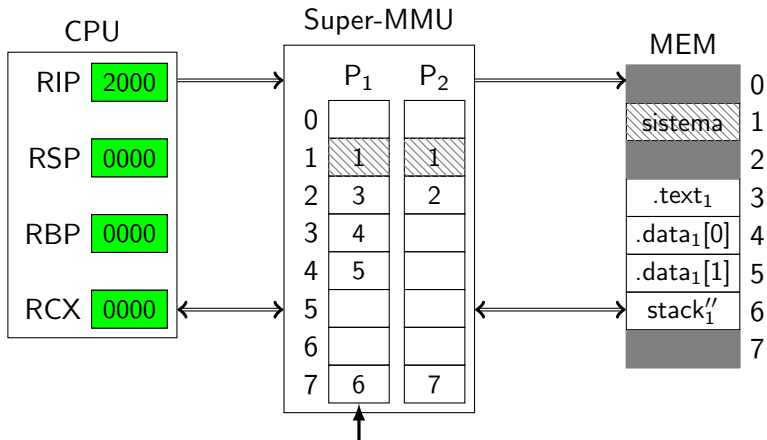 CPU
RIP 2000
RSP 0000
RBP 0000
RCX 0000
Super-MMU
P₁ P₂
0
1 1 1
2 3 2
3 4
4 5
5
6
7 6 7
MEM
0
sistema 1
2
.text₁ 3
.data₁[0] 4
.data₁[1] 5
stack₁″ 6
7